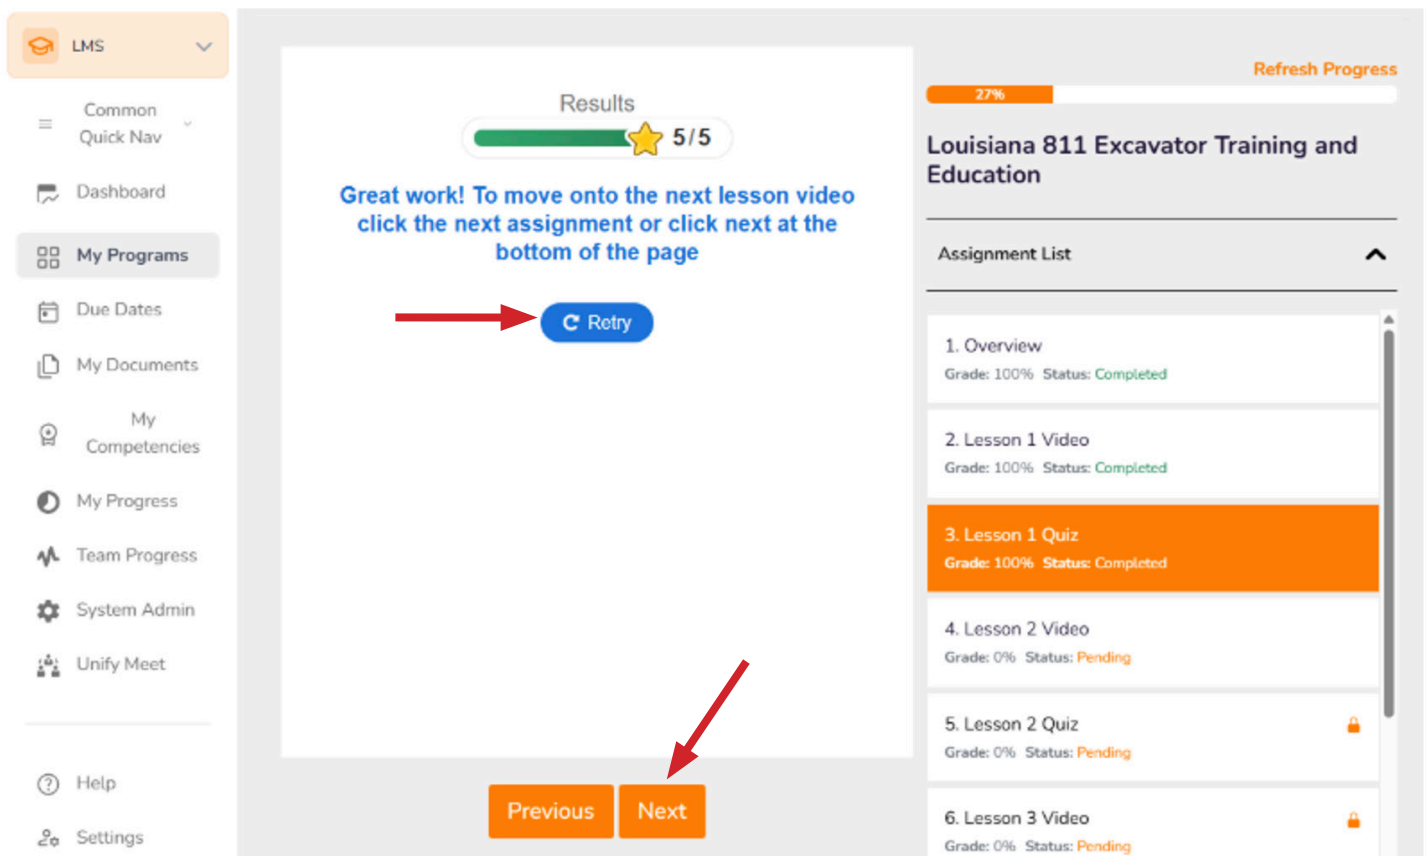 LMS
Common
Quick Nav
Dashboard
My Programs
Due Dates
My Documents
My
Competencies
My Progress
Team Progress
System Admin
Unify Meet
Help
Settings
Results
5/5
Great work! To move onto the next lesson video
click the next assignment or click next at the
bottom of the page
Retry
Previous
Next
Refresh Progress
27%
Louisiana 811 Excavator Training and
Education
Assignment List
1. Overview
Grade: 100% Status: Completed
2. Lesson 1 Video
Grade: 100% Status: Completed
3. Lesson 1 Quiz
Grade: 100% Status: Completed
4. Lesson 2 Video
Grade: 0% Status: Pending
5. Lesson 2 Quiz
Grade: 0% Status: Pending
6. Lesson 3 Video
Grade: 0% Status: Pending